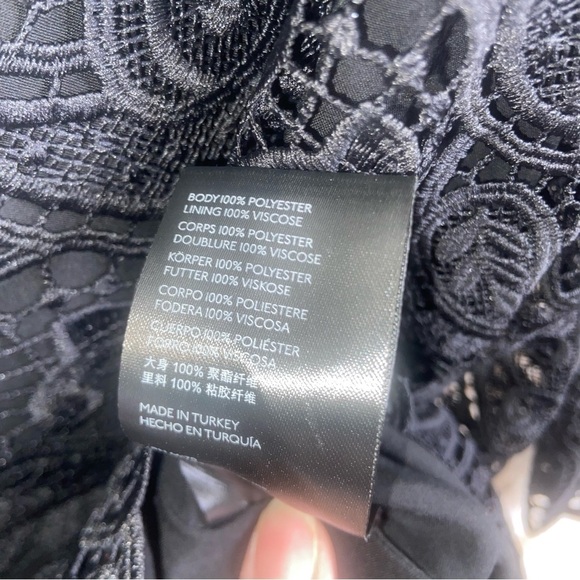 BODY 100% POLYESTER
LINING 100% VISCOSE
CORPS 100% POLYESTER
DOUBLURE 100% VISCOSE
KÖRPER 100% POLYESTER
FUTTER 100% VISKOSE
CORPO 100% POLIESTERE
FODERA 100% VISCOSA
CUERPO 100% POLIÉSTER
FORRO 100% VISCOSA
大身 100% 聚酯纤维
里料 100% 粘胶纤维
MADE IN TURKEY
HECHO EN TURQUÍA